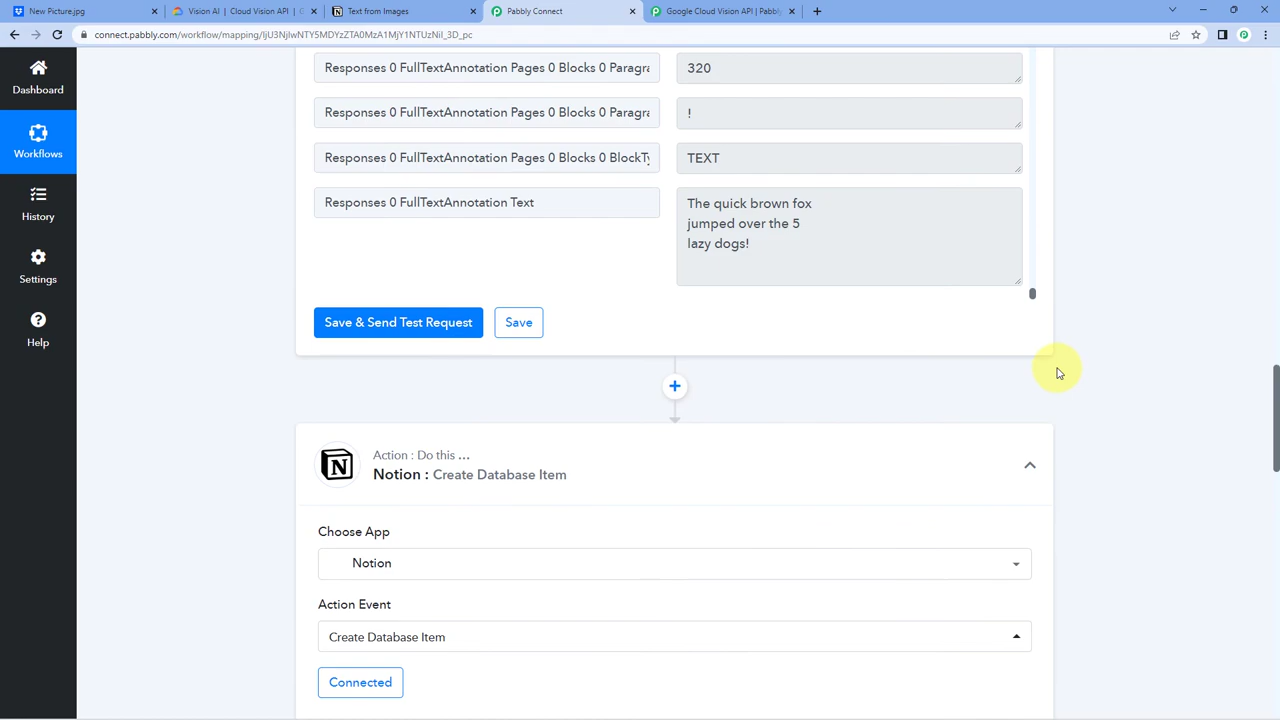 New Picture.jpg
Vision AI | Cloud Vision API | G
Text from Images
Pabbly Connect
Google Cloud Vision API | Pabbly
connect.pabbly.com/workflow/mapping/IjU3NjIwNTY5MDYzZTA0MzA1MjY1NTUzNiI_3D_pc
Dashboard
Workflows
History
Settings
Help
Responses 0 FullTextAnnotation Pages 0 Blocks 0 Paragra
320
Responses 0 FullTextAnnotation Pages 0 Blocks 0 Paragra
!
Responses 0 FullTextAnnotation Pages 0 Blocks 0 BlockTy
TEXT
Responses 0 FullTextAnnotation Text
The quick brown fox
jumped over the 5
lazy dogs!
Save & Send Test Request
Save
Action : Do this ...
Notion : Create Database Item
Choose App
Notion
Action Event
Create Database Item
Connected